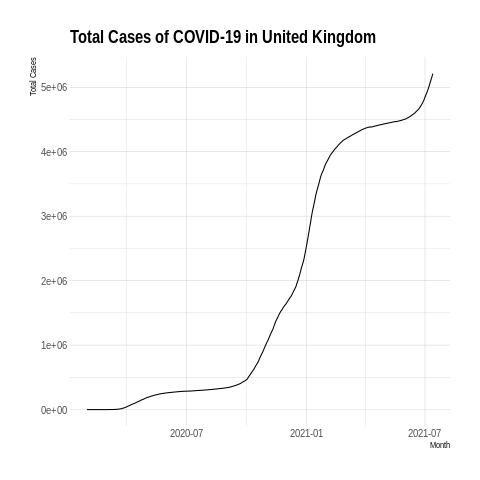 Total Cases of COVID-19 in United Kingdom
Total Cases
5e+06
4e+06
3e+06
2e+06
1e+06
0e+00
2020-07
2021-01
2021-07
Month